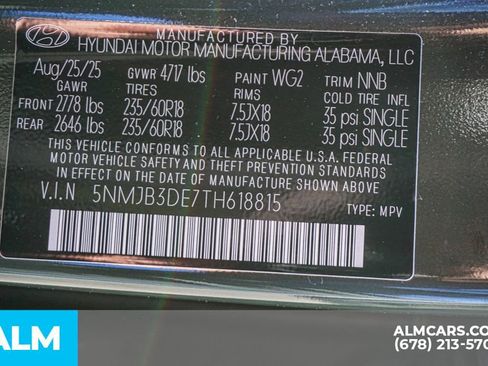 MANUFACTURED BY
HYUNDAI MOTOR MANUFACTURING ALABAMA, LLC
Aug/25/25 GVWR 4717 lbs PAINT WG2 TRIM NNB
GAWR TIRES RIMS COLD TIRE INFL
FRONT 2778 lbs 235/60R18 7.5JX18 35 psi SINGLE
REAR 2646 lbs 235/60R18 7.5JX18 35 psi SINGLE
THIS VEHICLE CONFORMS TO ALL APPLICABLE U.S.A. FEDERAL
MOTOR VEHICLE SAFETY AND THEFT PREVENTION STANDARDS
IN EFFECT ON THE DATE OF MANUFACTURE SHOWN ABOVE.
V.I.N 5NMJB3DE7TH618815
TYPE: MPV
ALM
ALMCARS.COM
(678) 213-570